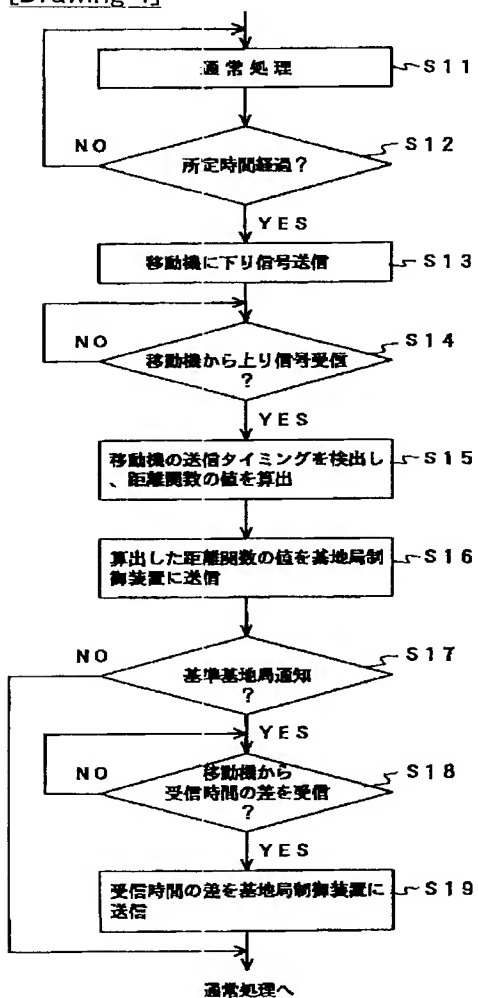 [Drawing 4]
通常処理
S11
NO
S12
所定時間経過?
YES
移動機に下り信号送信
S13
NO
S14
移動機から上り信号受信
?
YES
移動機の送信タイミングを検出し
S15
、距離関数の値を算出
算出した距離関数の値を基地局制
S16
御装置に送信
NO
S17
基準基地局通知
?
YES
NO
移動機から
S18
受信時間の差を受信
?
YES
受信時間の差を基地局制御装置に
S19
送信
通常処理へ